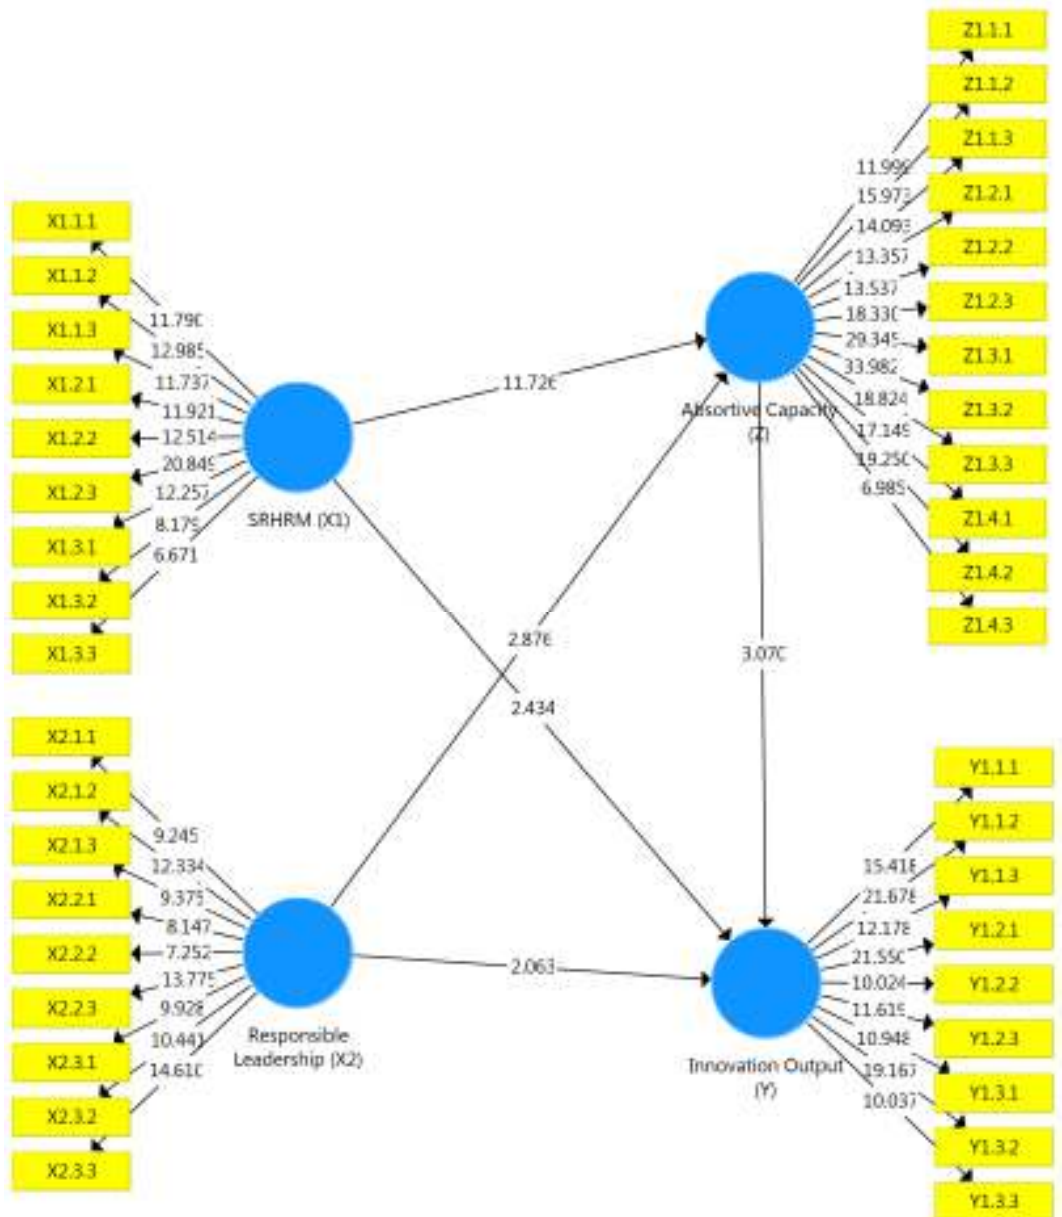 Z1.1.1
Z1.1.2
Z1.1.3
Z1.2.1
Z1.2.2
Z1.2.3
Z1.3.1
Z1.3.2
Z1.3.3
Z1.4.1
Z1.4.2
Z1.4.3
11.999
15.973
14.093
13.357
13.537
18.330
29.345
33.982
18.824
17.149
19.250
6.985
Absortive Capacity
(Z)
X1.1.1
X1.1.2
X1.1.3
X1.2.1
X1.2.2
X1.2.3
X1.3.1
X1.3.2
X1.3.3
12.985
11.737
11.921
12.514
20.849
12.257
8.179
6.671
SRHRM (X1)
11.726
2.876
2.434
3.070
2.063
X2.1.1
X2.1.2
X2.1.3
X2.2.1
X2.2.2
X2.2.3
X2.3.1
X2.3.2
X2.3.3
9.245
12.334
9.375
8.147
7.252
13.775
9.928
10.441
14.610
Responsible
Leadership (X2)
Y1.1.1
Y1.1.2
Y1.1.3
Y1.2.1
Y1.2.2
Y1.2.3
Y1.3.1
Y1.3.2
Y1.3.3
15.418
21.678
12.178
21.550
10.024
11.615
10.948
19.167
10.037
Innovation Output
(Y)